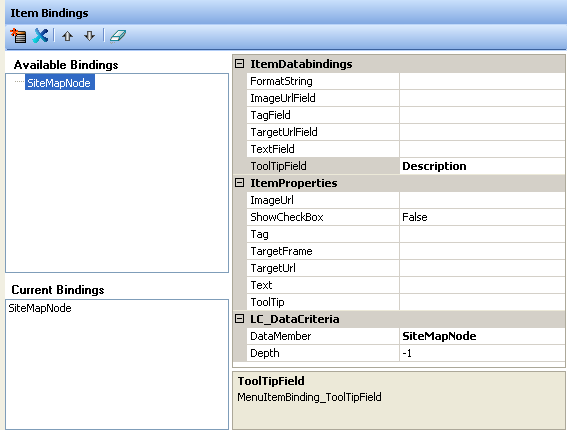 Item Bindings
Available Bindings
SiteMapNode
Current Bindings
SiteMapNode
ItemDatabindings
FormatString
ImageUrlField
TagField
TargetUrlField
TextField
ToolTipField Description
ItemProperties
ImageUrl
ShowCheckBox False
Tag
TargetFrame
TargetUrl
Text
ToolTip
LC_DataCriteria
DataMember SiteMapNode
Depth -1
ToolTipField
MenuItemBinding_ToolTipField